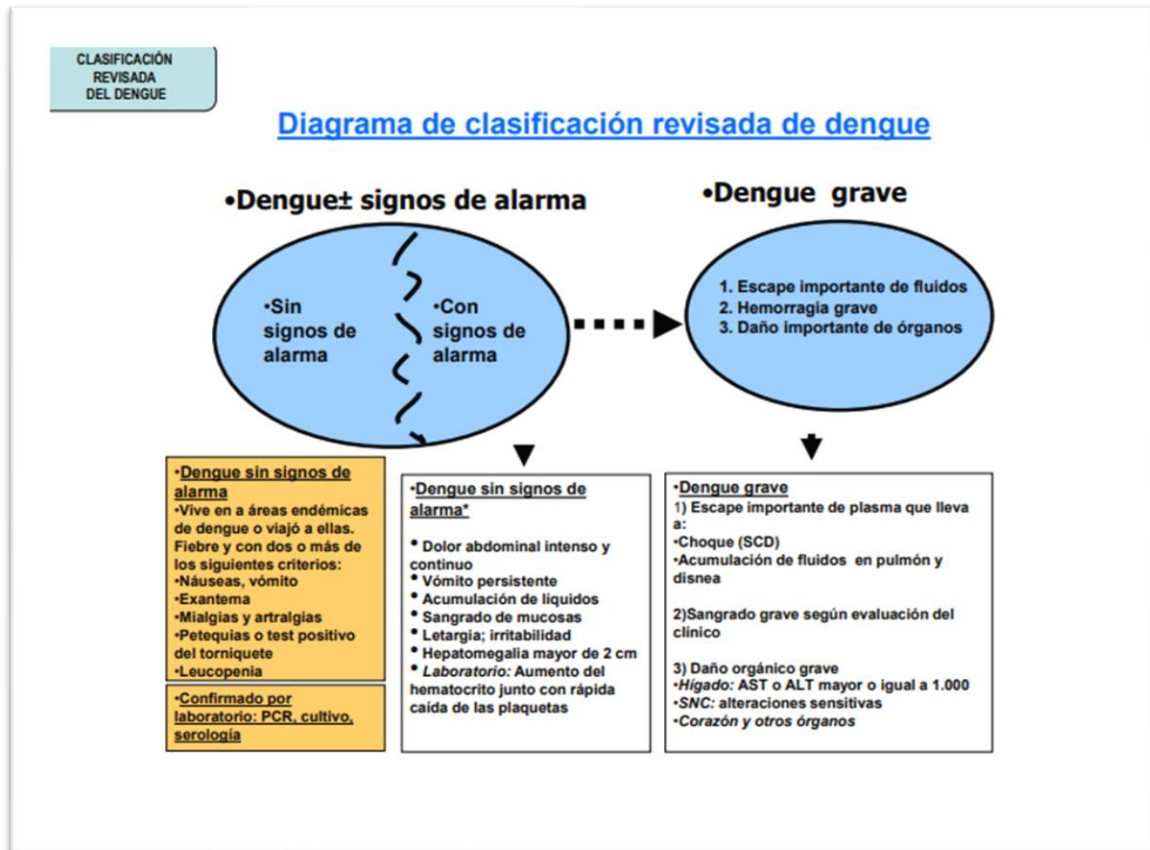 CLASIFICACIÓN
REVISADA
DEL DENGUE
Diagrama de clasificación revisada de dengue
•Dengue± signos de alarma
•Dengue grave
•Sin
signos de
alarma
•Con
signos de
alarma
1. Escape importante de fluidos
2. Hemorragia grave
3. Daño importante de órganos
•Dengue sin signos de
alarma
•Vive en a áreas endémicas
de dengue o viajó a ellas.
Fiebre y con dos o más de
los siguientes criterios:
•Náuseas, vómito
•Exantema
•Mialgias y artralgias
•Petequias o test positivo
del torniquete
•Leucopenia
•Confirmado por
laboratorio: PCR, cultivo,
serología
•Dengue sin signos de
alarma*
• Dolor abdominal intenso y
continuo
• Vómito persistente
• Acumulación de líquidos
• Sangrado de mucosas
• Letargia; irritabilidad
• Hepatomegalia mayor de 2 cm
• Laboratorio: Aumento del
hematocrito junto con rápida
caída de las plaquetas
•Dengue grave
1) Escape importante de plasma que lleva
a:
•Choque (SCD)
•Acumulación de fluidos en pulmón y
disnea
2)Sangrado grave según evaluación del
clínico
3) Daño orgánico grave
•Hígado: AST o ALT mayor o igual a 1.000
•SNC: alteraciones sensitivas
•Corazón y otros órganos